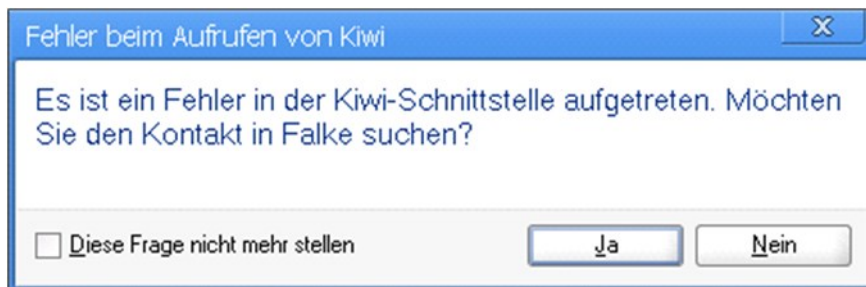 Fehler beim Aufrufen von Kiwi
Es ist ein Fehler in der Kiwi-Schnittstelle aufgetreten. Möchten
Sie den Kontakt in Falke suchen?
Diese Frage nicht mehr stellen
Ja
Nein